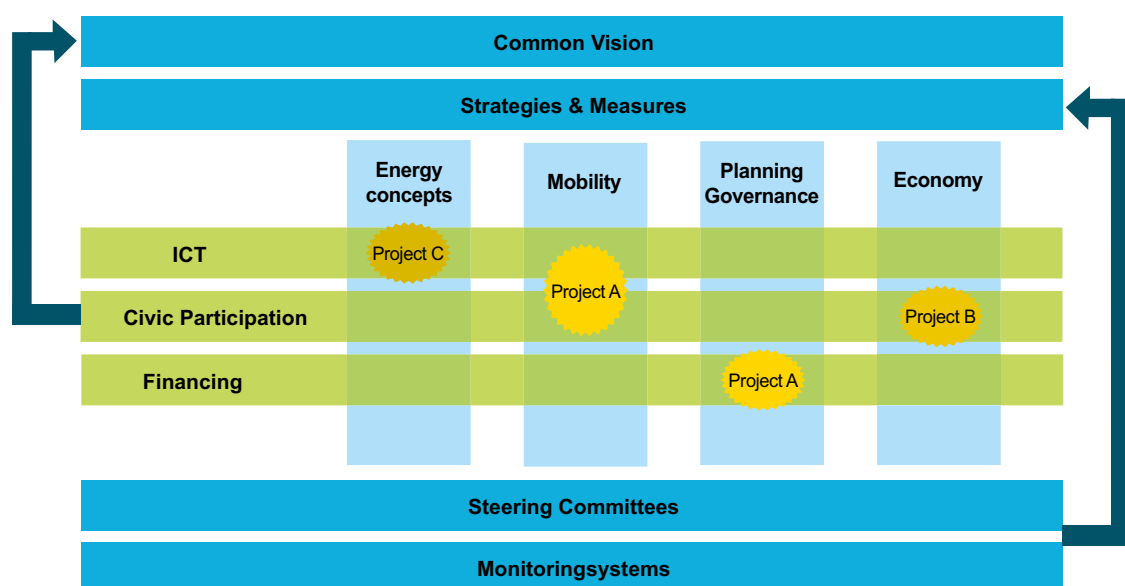 Common Vision
Strategies & Measures
Energy
concepts
Mobility
Planning
Governance
Economy
ICT
Project C
Project A
Civic Participation
Project B
Financing
Project A
Steering Committees
Monitoringsystems